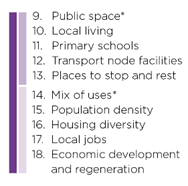 9. Public space*
10. Local living
11. Primary schools
12. Transport node facilities
13. Places to stop and rest
14. Mix of uses*
15. Population density
16. Housing diversity
17. Local jobs
18. Economic development
and regeneration